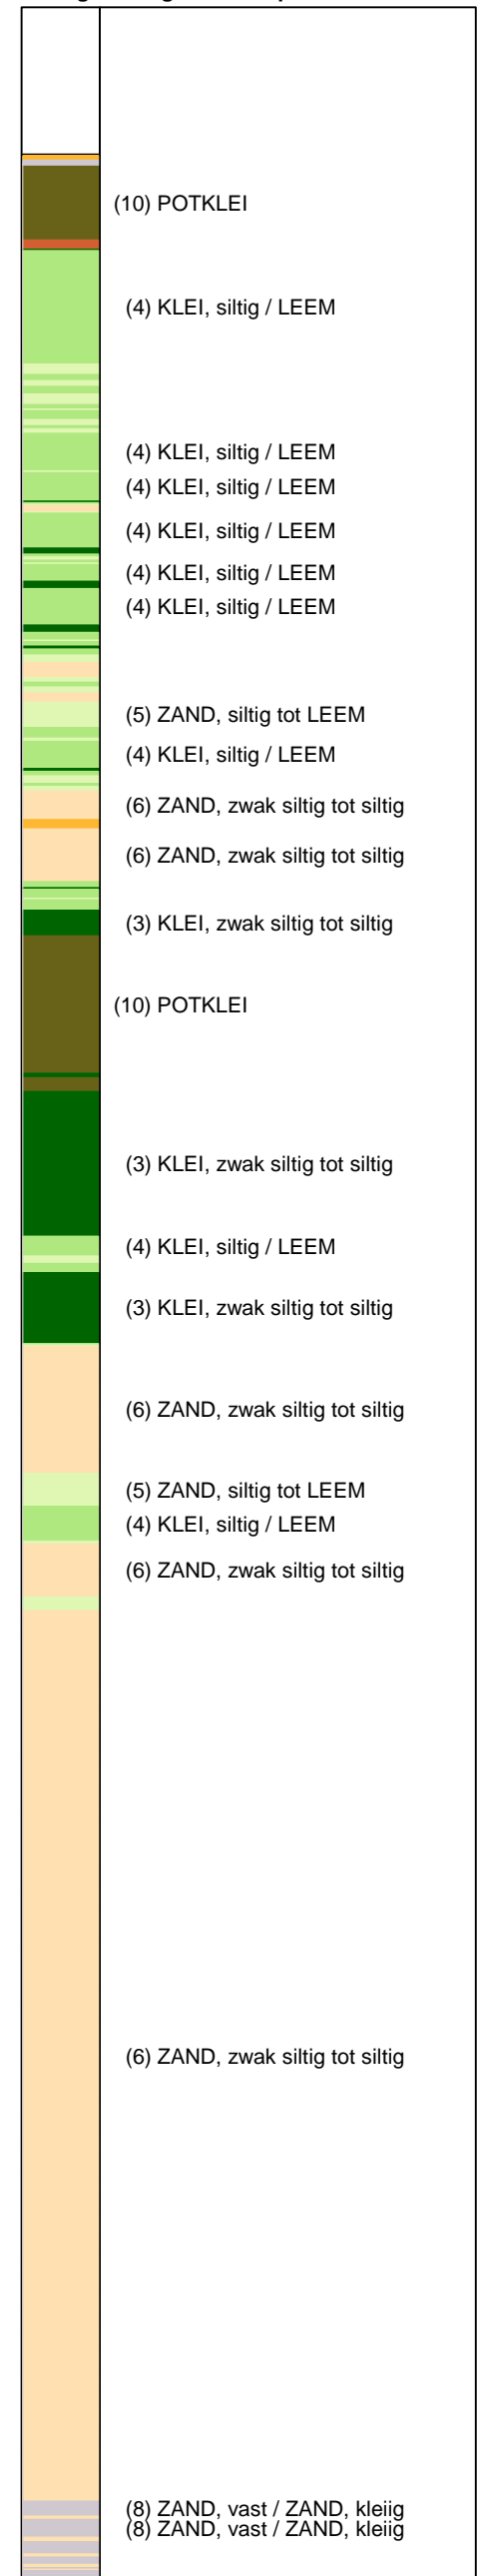 (10) POTKLEI
(4) KLEI, siltig / LEEM
(4) KLEI, siltig / LEEM
(4) KLEI, siltig / LEEM
(4) KLEI, siltig / LEEM
(4) KLEI, siltig / LEEM
(4) KLEI, siltig / LEEM
(5) ZAND, siltig tot LEEM
(4) KLEI, siltig / LEEM
(6) ZAND, zwak siltig tot siltig
(6) ZAND, zwak siltig tot siltig
(3) KLEI, zwak siltig tot siltig
(10) POTKLEI
(3) KLEI, zwak siltig tot siltig
(4) KLEI, siltig / LEEM
(3) KLEI, zwak siltig tot siltig
(6) ZAND, zwak siltig tot siltig
(5) ZAND, siltig tot LEEM
(4) KLEI, siltig / LEEM
(6) ZAND, zwak siltig tot siltig
(6) ZAND, zwak siltig tot siltig
(8) ZAND, vast / ZAND, kleiig
(8) ZAND, vast / ZAND, kleiig